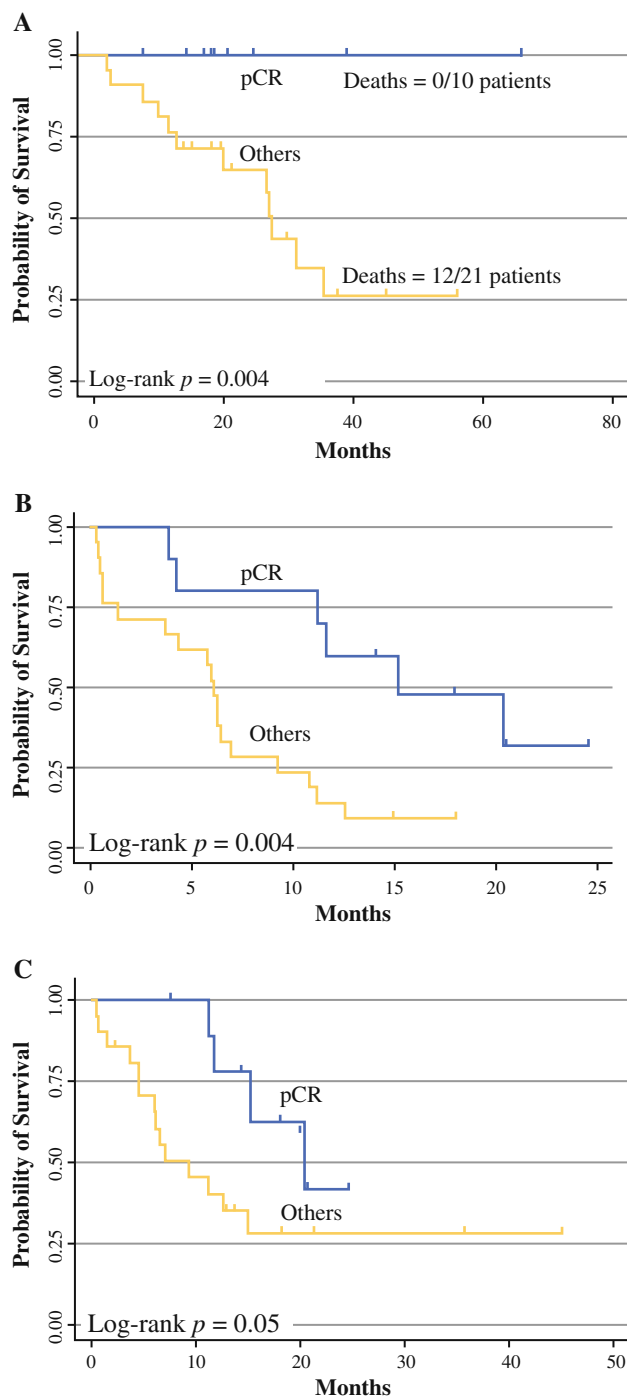 A
Probability of Survival
1.00
0.75
0.50
0.25
0.00
pCR
Deaths = 0/10 patients
Others
Deaths = 12/21 patients
Log-rank p = 0.004
0 20 40 60 80
Months
B
Probability of Survival
1.00
0.75
0.50
0.25
0.00
pCR
Others
Log-rank p = 0.004
0 5 10 15 20 25
Months
C
Probability of Survival
1.00
0.75
0.50
0.25
0.00
pCR
Others
Log-rank p = 0.05
0 10 20 30 40 50
Months